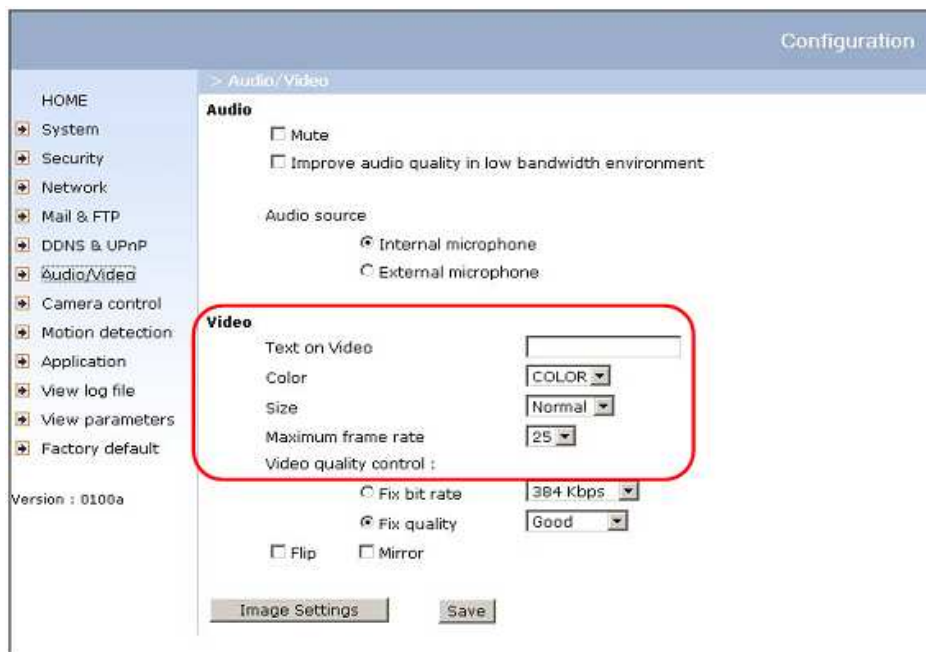 Configuration
> Audio/Video
HOME
System
Security
Network
Mail & FTP
DDNS & UPnP
Audio/Video
Camera control
Motion detection
Application
View log file
View parameters
Factory default
Version : 0100a
Audio
Mute
Improve audio quality in low bandwidth environment
Audio source
Internal microphone
External microphone
Video
Text on Video
Color COLOR
Size Normal
Maximum frame rate 25
Video quality control :
Fix bit rate 384 Kbps
Fix quality Good
Flip Mirror
Image Settings Save